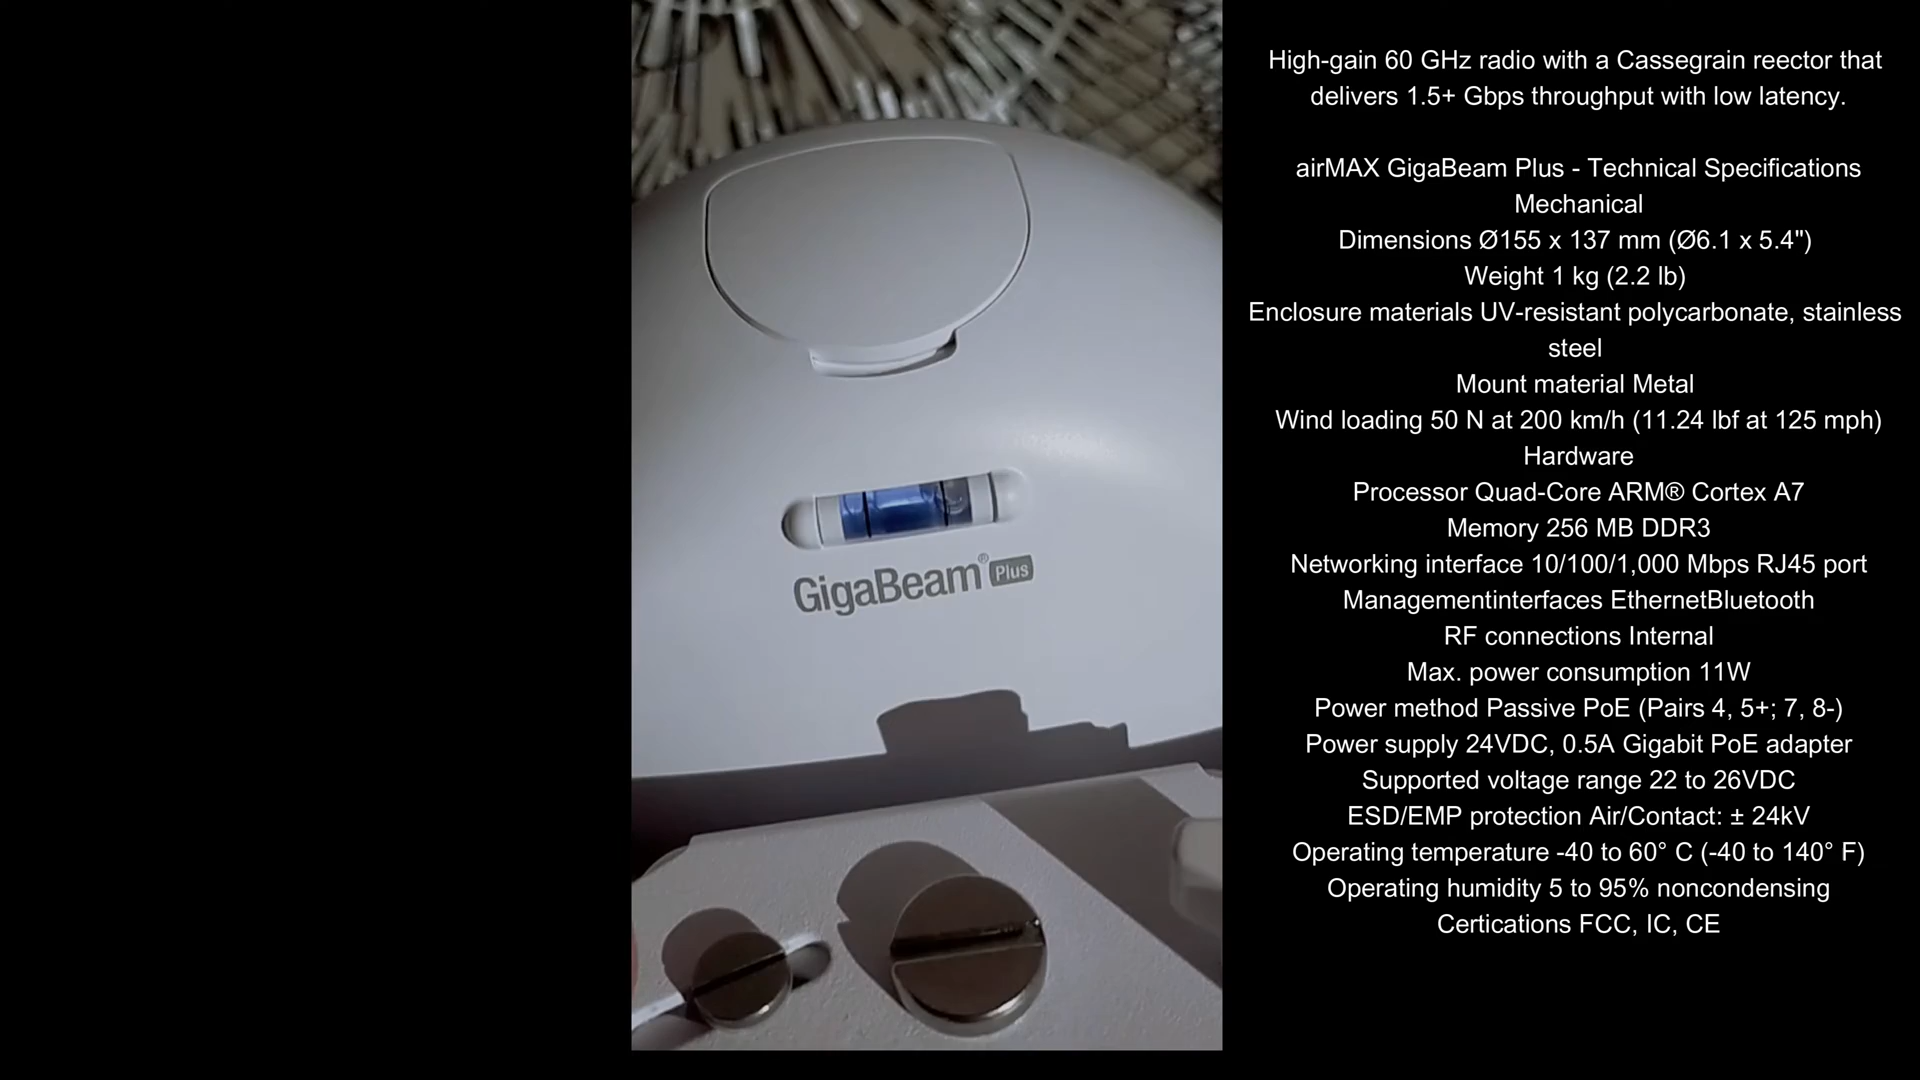 High-gain 60 GHz radio with a Cassegrain reector that
delivers 1.5+ Gbps throughput with low latency.
airMAX GigaBeam Plus - Technical Specifications
Mechanical
Dimensions Ø155 x 137 mm (Ø6.1 x 5.4")
Weight 1 kg (2.2 lb)
Enclosure materials UV-resistant polycarbonate, stainless
steel
Mount material Metal
Wind loading 50 N at 200 km/h (11.24 lbf at 125 mph)
Hardware
Processor Quad-Core ARM® Cortex A7
Memory 256 MB DDR3
Networking interface 10/100/1,000 Mbps RJ45 port
Managementinterfaces EthernetBluetooth
RF connections Internal
Max. power consumption 11W
Power method Passive PoE (Pairs 4, 5+; 7, 8-)
Power supply 24VDC, 0.5A Gigabit PoE adapter
Supported voltage range 22 to 26VDC
ESD/EMP protection Air/Contact: ± 24kV
Operating temperature -40 to 60° C (-40 to 140° F)
Operating humidity 5 to 95% noncondensing
Certications FCC, IC, CE
GigaBeam® Plus